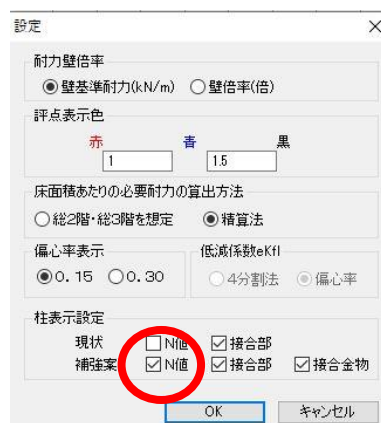 設定
耐力壁倍率
壁基準耐力(kN/m) 壁倍率(倍)
評点表示色
赤 青 黒
1 1.5
床面積あたりの必要耐力の算出方法
総2階・総3階を想定 精算法
偏心率表示 低減係数eKfl
0.15 0.30 4分割法 偏心率
柱表示設定
現状 N値 接合部
補強案 N値 接合部 接合金物
OK キャンセル